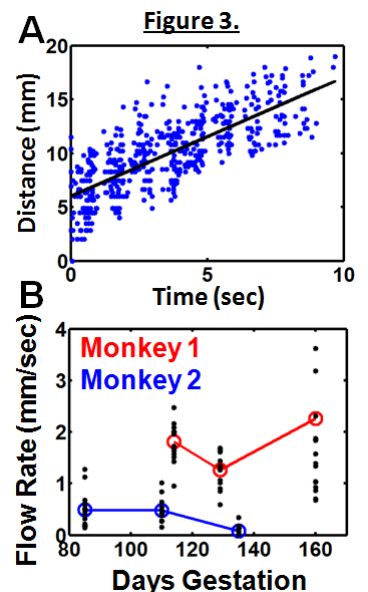 Figure 3.
A
Distance (mm)
20
15
10
5
0
0 5 10
Time (sec)
B
Flow Rate (mm/sec)
4
3
2
1
0
Monkey 1
Monkey 2
80 100 120 140 160
Days Gestation